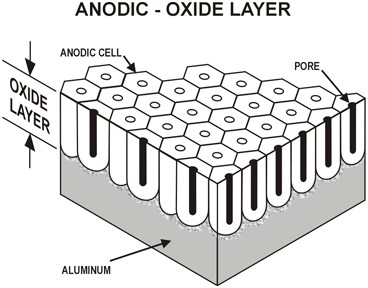 ANODIC - OXIDE LAYER
ANODIC CELL
PORE
OXIDE
LAYER
ALUMINUM